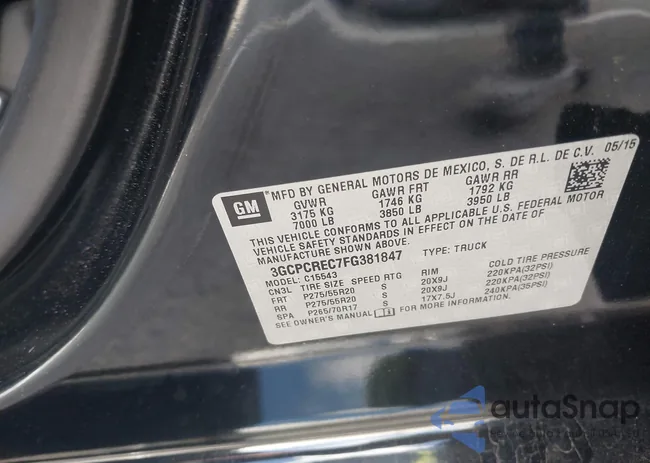 GM
MFD BY GENERAL MOTORS DE MEXICO, S. DE R.L. DE C.V. 05/15
GVWR GAWR FRT GAWR RR
3175 KG 1746 KG 1792 KG
7000 LB 3850 LB 3950 LB
THIS VEHICLE CONFORMS TO ALL APPLICABLE U.S. FEDERAL MOTOR
VEHICLE SAFETY STANDARDS IN EFFECT ON THE DATE OF
MANUFACTURE SHOWN ABOVE.
3GCPCREC7FG381847 TYPE: TRUCK
MODEL: C15543
CN3L TIRE SIZE SPEED RTG RIM COLD TIRE PRESSURE
FRT P275/55R20 S 20X9J 220KPA(32PSI)
RR P275/55R20 S 20X9J 220KPA(32PSI)
SPA P265/70R17 S 17X7.5J 240KPA(35PSI)
SEE OWNER'S MANUAL FOR MORE INFORMATION.
autoSnap